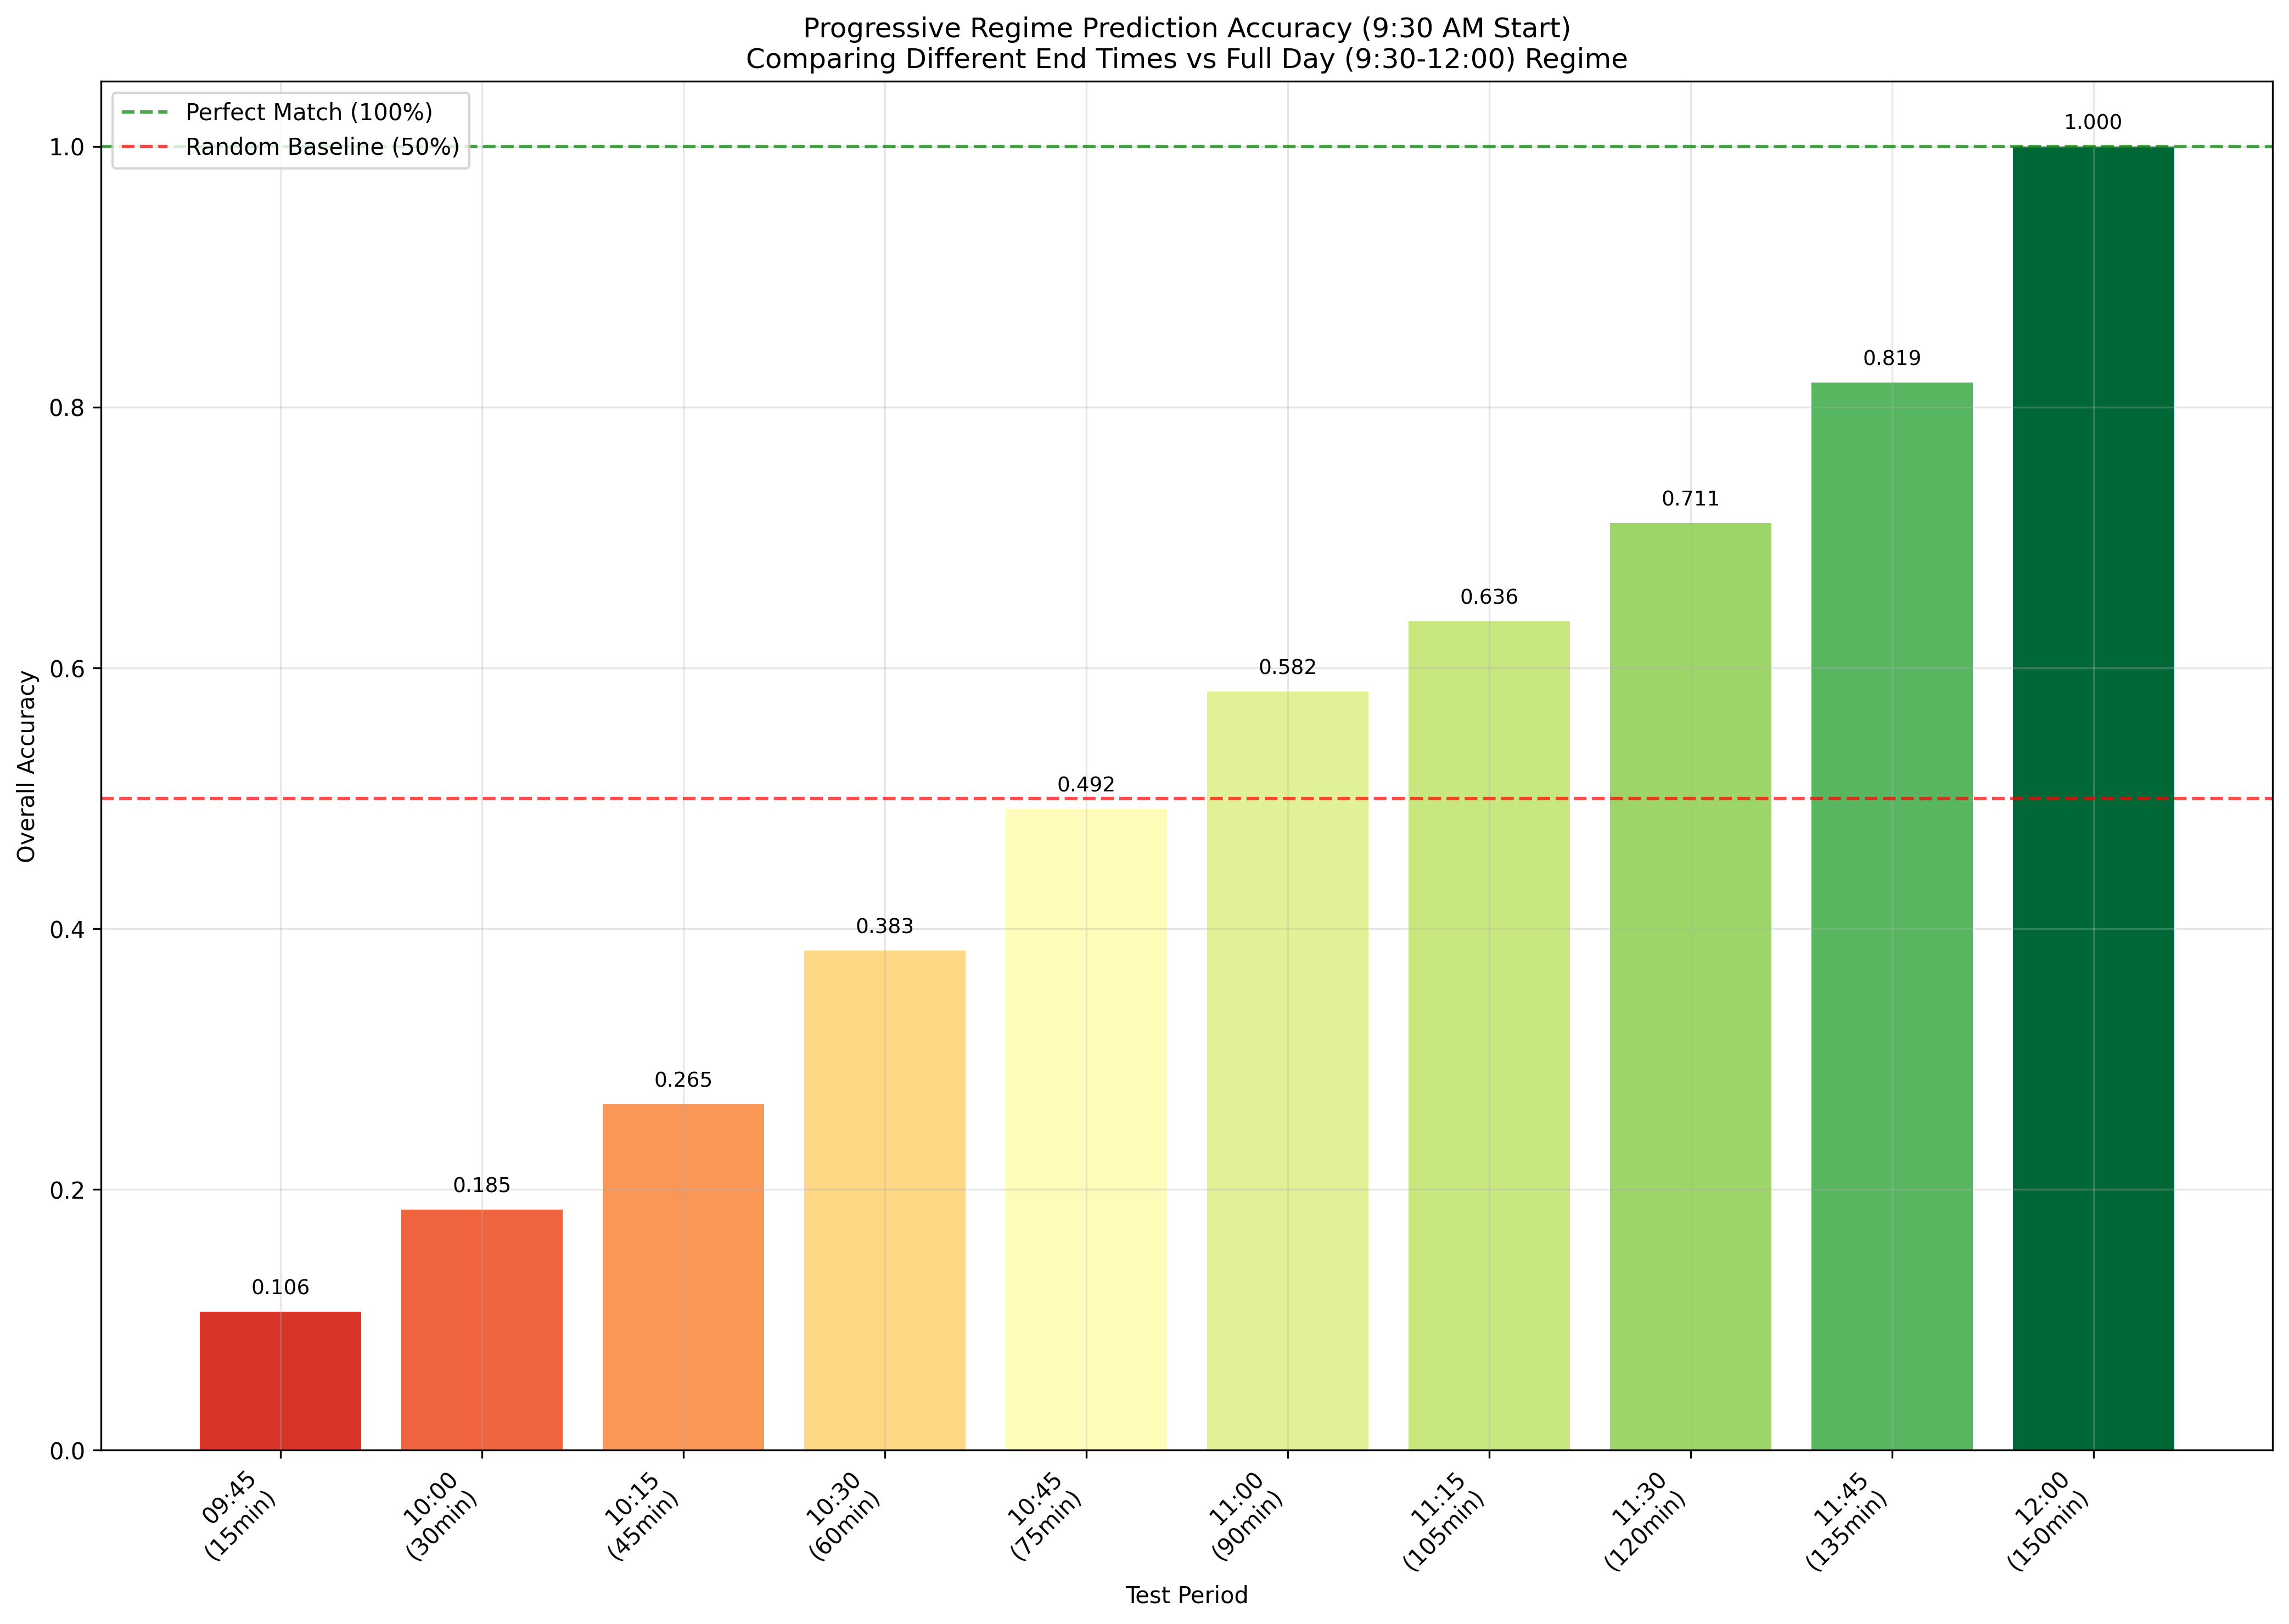 Progressive Regime Prediction Accuracy (9:30 AM Start)
Comparing Different End Times vs Full Day (9:30-12:00) Regime
Perfect Match (100%)
Random Baseline (50%)
Overall Accuracy
1.0
0.8
0.6
0.4
0.2
0.0
0.106
0.185
0.265
0.383
0.492
0.582
0.636
0.711
0.819
1.000
09:45
(15min)
10:00
(30min)
10:15
(45min)
10:30
(60min)
10:45
(75min)
11:00
(90min)
11:15
(105min)
11:30
(120min)
11:45
(135min)
12:00
(150min)
Test Period